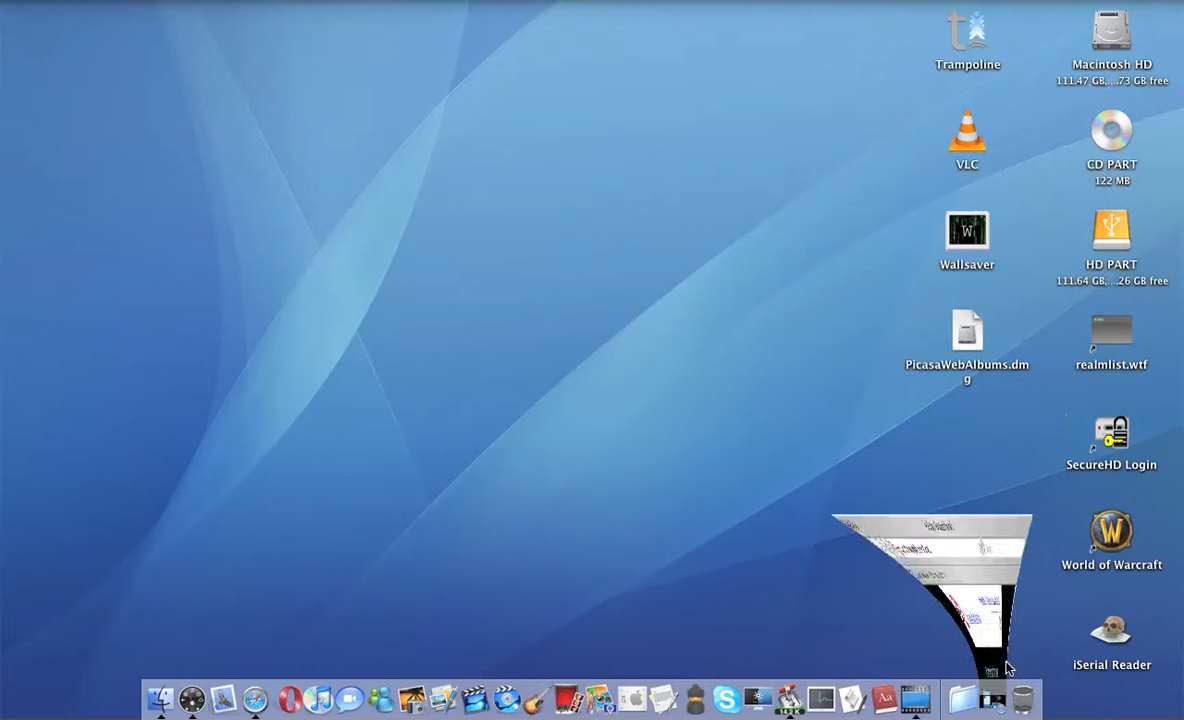 Trampoline
Macintosh HD
111.47 GB,....73 GB free
VLC
CD PART
122 MB
W
Wallsaver
HD PART
111.64 GB,...26 GB free
PicasaWebAlbums.dm
g
realmlist.wtf
SecureHD Login
W
World of Warcraft
iSerial Reader